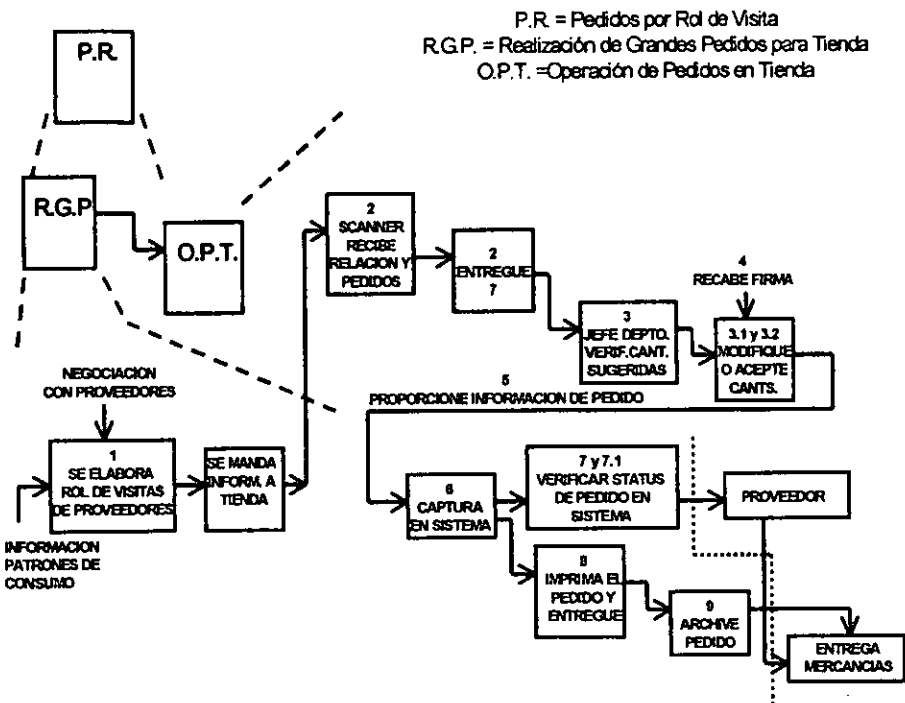 P.R. = Pedidos por Rol de Visita
R.G.P. = Realización de Grandes Pedidos para Tienda
O.P.T. =Operación de Pedidos en Tienda
P.R.
R.G.P
O.P.T.
2
SCANNER
RECIBE
RELACION Y
PEDIDOS
2
ENTREGUE
7
3
JEFE DEPTO.
VERIF.CANT.
SUGERIDAS
4
RECABE FIRMA
3.1 y 3.2
MODIFIQUE
O ACEPTE
CANTS.
NEGOCIACION
CON PROVEEDORES
5
PROPORCIONE INFORMACION DE PEDIDO
1
SE ELABORA
ROL DE VISITAS
DE PROVEEDORES
SE MANDA
INFORM. A
TIENDA
INFORMACION
PATRONES DE
CONSUMO
6
CAPTURA
EN SISTEMA
7 y 7.1
VERIFICAR STATUS
DE PEDIDO EN
SISTEMA
PROVEEDOR
8
IMPRIMA EL
PEDIDO Y
ENTREGUE
9
ARCHIVE
PEDIDO
ENTREGA
MERCANCIAS